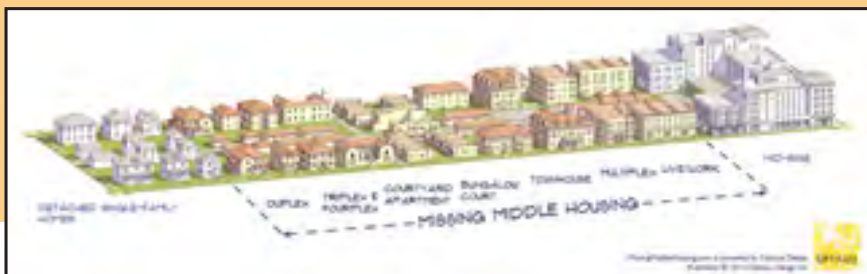 DETACHED SINGLE-FAMILY
HOMES
DUPLEX
TRIPLEX &
FOURPLEX
COURTYARD
APARTMENT
BUNGALOW
COURT
TOWNHOUSE
MULTIPLEX
LIVE/WORK
MID-RISE
MISSING MIDDLE HOUSING